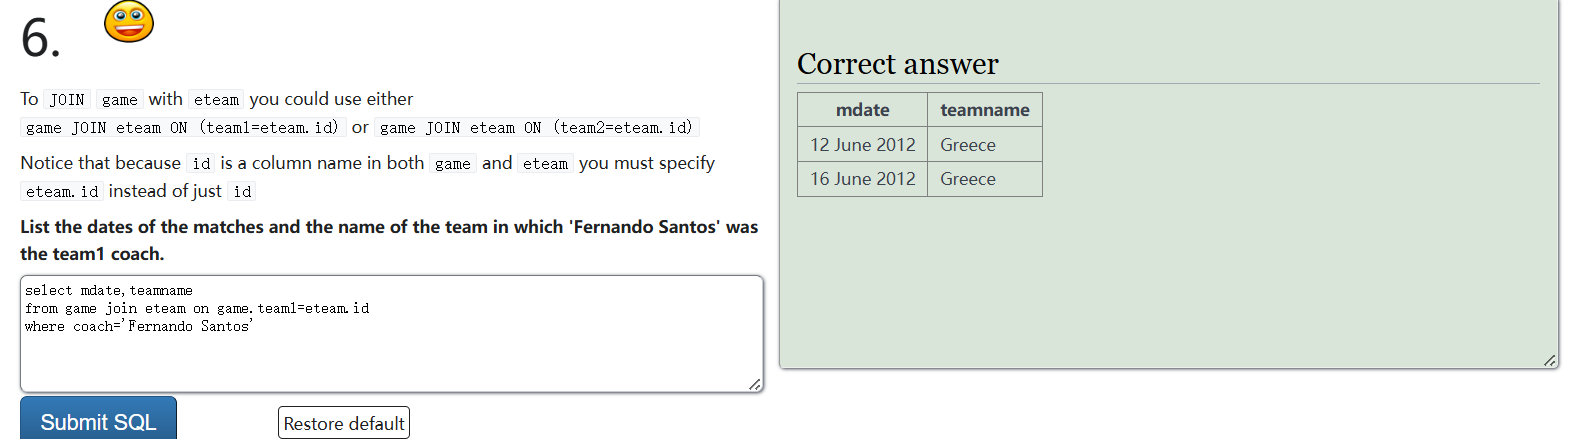 6.
To JOIN game with eteam you could use either
game JOIN eteam ON (team1=eteam.id) or game JOIN eteam ON (team2=eteam.id)
Notice that because id is a column name in both game and eteam you must specify
eteam.id instead of just id
List the dates of the matches and the name of the team in which 'Fernando Santos' was
the team1 coach.
select mdate,teamname
from game join eteam on game.team1=eteam.id
where coach='Fernando Santos'
Submit SQL
Restore default
Correct answer
mdate teamname
12 June 2012 Greece
16 June 2012 Greece